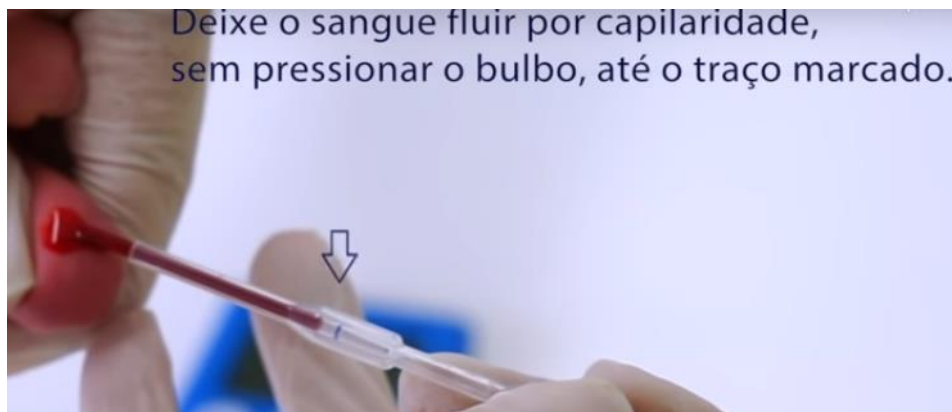 Deixe o sangue fluir por capilaridade,
sem pressionar o bulbo, até o traço marcado.